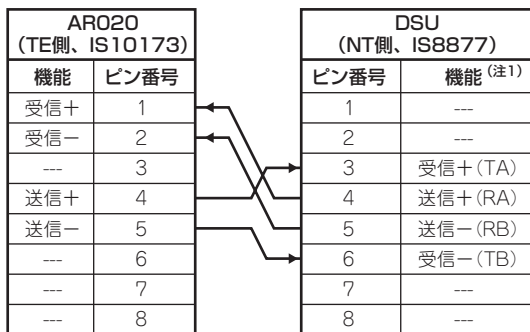 AR020 DSU
(TE側、IS10173) (NT側、IS8877)
機能 ピン番号 ピン番号 機能(注1)
受信＋ 1 1 ---
受信－ 2 2 ---
--- 3 3 受信＋(TA)
送信＋ 4 4 送信＋(RA)
送信－ 5 5 送信－(RB)
--- 6 6 受信－(TB)
--- 7 7 ---
--- 8 8 ---